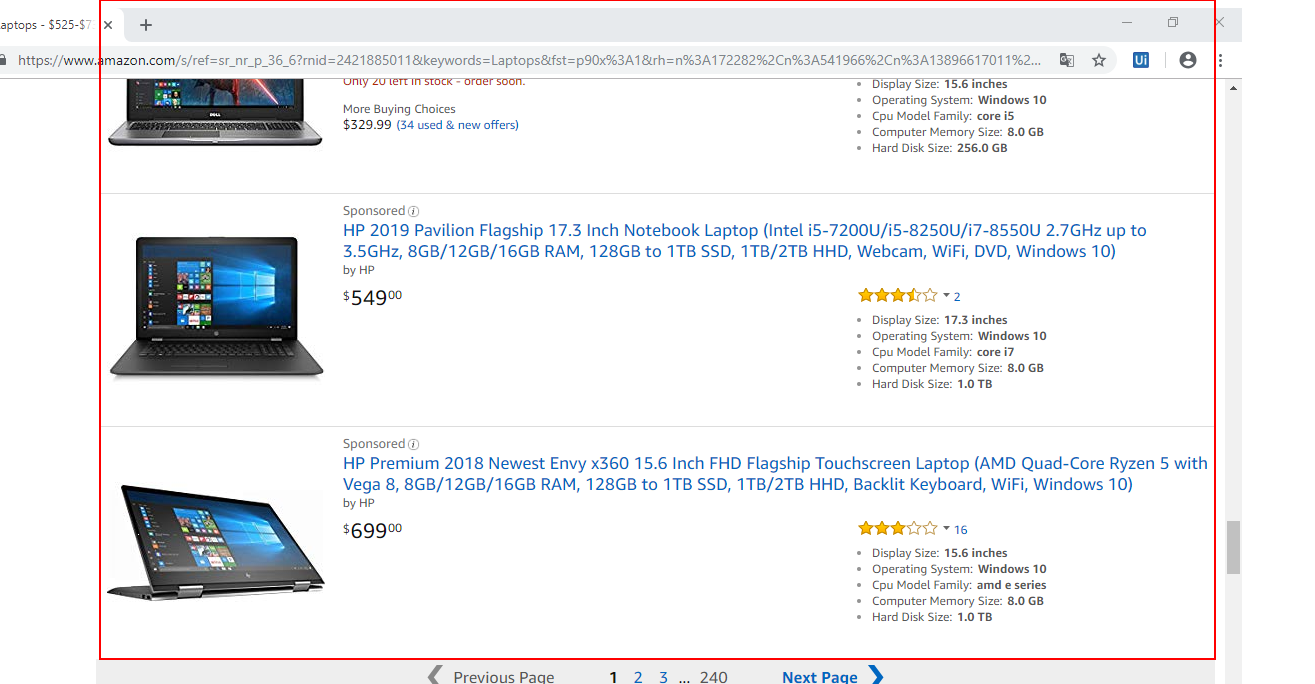 aptops - $525-$7
https://www.amazon.com/s/ref=sr_nr_p_36_6?rnid=2421885011&keywords=Laptops&fst=p90x%3A1&rh=n%3A172282%2Cn%3A541966%2Cn%3A13896617011%2...
Ui
Only 20 left in stock - order soon.
More Buying Choices
$329.99 (34 used & new offers)
Display Size: 15.6 inches
Operating System: Windows 10
Cpu Model Family: core i5
Computer Memory Size: 8.0 GB
Hard Disk Size: 256.0 GB
DELL
Sponsored
HP 2019 Pavilion Flagship 17.3 Inch Notebook Laptop (Intel i5-7200U/i5-8250U/i7-8550U 2.7GHz up to
3.5GHz, 8GB/12GB/16GB RAM, 128GB to 1TB SSD, 1TB/2TB HHD, Webcam, WiFi, DVD, Windows 10)
by HP
$54900
2
Display Size: 17.3 inches
Operating System: Windows 10
Cpu Model Family: core i7
Computer Memory Size: 8.0 GB
Hard Disk Size: 1.0 TB
Sponsored
HP Premium 2018 Newest Envy x360 15.6 Inch FHD Flagship Touchscreen Laptop (AMD Quad-Core Ryzen 5 with
Vega 8, 8GB/12GB/16GB RAM, 128GB to 1TB SSD, 1TB/2TB HHD, Backlit Keyboard, WiFi, Windows 10)
by HP
$69900
16
Display Size: 15.6 inches
Operating System: Windows 10
Cpu Model Family: amd e series
Computer Memory Size: 8.0 GB
Hard Disk Size: 1.0 TB
Previous Page 1 2 3 ... 240 Next Page